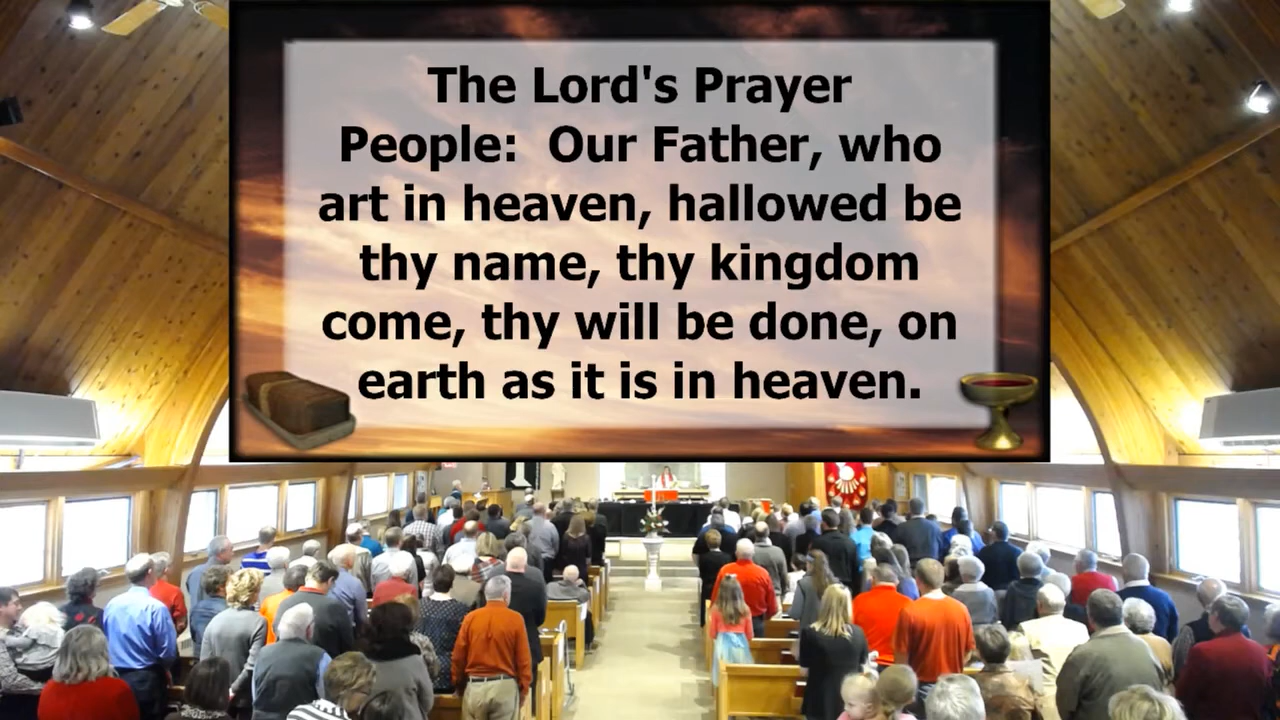 The Lord's Prayer
People:  Our Father, who
art in heaven, hallowed be
thy name, thy kingdom
come, thy will be done, on
earth as it is in heaven.